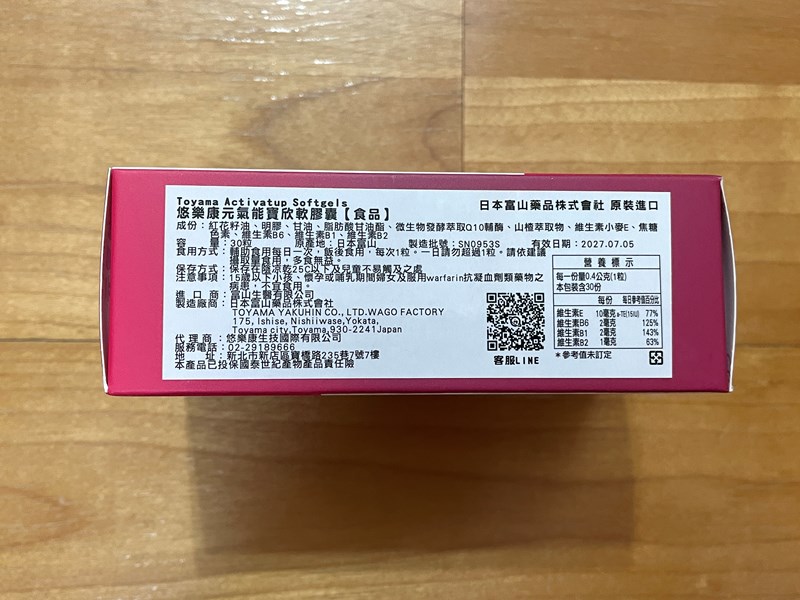 Toyama Activatup Softgels
悠樂康元氣能寶欣軟膠囊【食品】
日本富山藥品株式會社 原裝進口
成份：紅花籽油、明膠、甘油、脂肪酸甘油酯、微生物發酵萃取Q10輔酶、山楂萃取物、維生素小麥E、焦糖
色素、維生素B6、維生素B1、維生素B2
容 量：30粒 原產地：日本富山 製造批號：SN0953S 有效日期：2027.07.05
食用方式：輔助食用每日一次，飯後食用，每次1粒。一日請勿超過1粒。請依建議
攝取量食用，多食無益。
保存方式：保存在陰涼乾25C以下及兒童不易觸及之處
注意事項：15歲以下小孩、懷孕或哺乳期間婦女及服用warfarin抗凝血劑類藥物之
病患，不宜食用。
進 口 商：富山生醫有限公司
製造廠商：日本富山藥品株式會社
TOYAMA YAKUHIN CO., LTD.WAGO FACTORY
175, Ishise, Nishiiwase,Yokata,
Toyama city,Toyama,930-2241Japan
代 理 商：悠樂康生技國際有限公司
服務電話：02-29189666
地 址：新北市新店區寶橋路235巷7號7樓
本產品已投保國泰世紀產物產品責任險
客服LINE
營 養 標 示
每一份量0.4公克(1粒)
本包裝含30份
每份 每日參考值百分比
維生素E 10毫克α-TE(15IU) 77%
維生素B6 2毫克 125%
維生素B1 2毫克 143%
維生素B2 1毫克 63%
*參考值未訂定